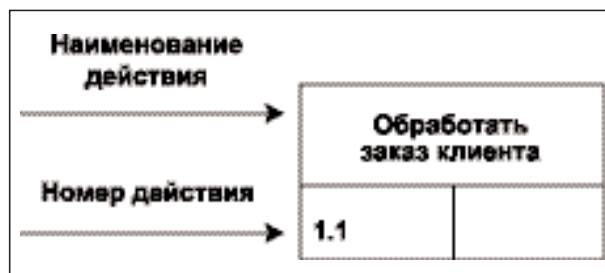 Наименование
действия
Обработать
заказ клиента
Номер действия
1.1